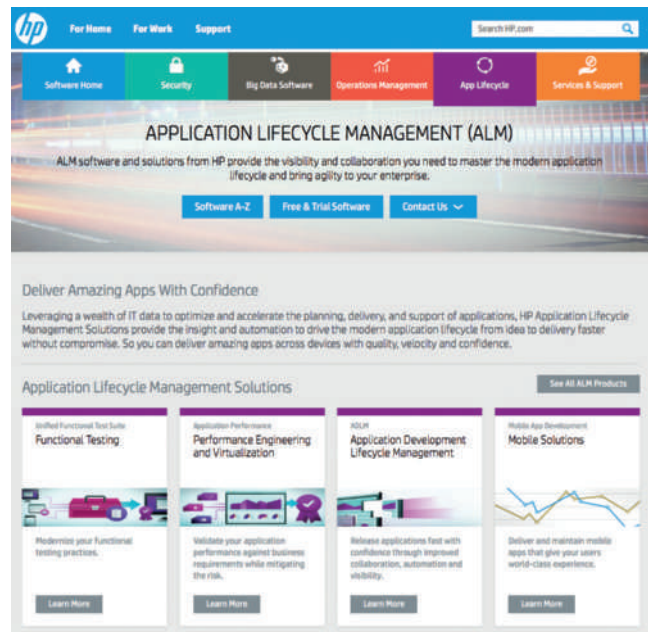 hp
For Home For Work Support
Search HP.com
Software Home Security Big Data Software Operations Management App Lifecycle Services & Support
APPLICATION LIFECYCLE MANAGEMENT (ALM)
ALM software and solutions from HP provide the visibility and collaboration you need to master the modern application
lifecycle and bring agility to your enterprise.
Software A-Z Free & Trial Software Contact Us
Deliver Amazing Apps With Confidence
Leveraging a wealth of IT data to optimize and accelerate the planning, delivery, and support of applications, HP Application Lifecycle
Management Solutions provide the insight and automation to drive the modern application lifecycle from idea to delivery faster
without compromise. So you can deliver amazing apps across devices with quality, velocity and confidence.
Application Lifecycle Management Solutions
See All ALM Products
Unified Functional Test Suite
Functional Testing
Modernize your functional
testing practices.
Learn More
Application Performance
Performance Engineering
and Virtualization
Validate your application
performance against business
requirements while mitigating
the risk.
Learn More
ADLM
Application Development
Lifecycle Management
Release applications fast with
confidence through improved
collaboration, automation and
visibility.
Learn More
Mobile App Development
Mobile Solutions
Deliver and maintain mobile
apps that give your users
world-class experience.
Learn More